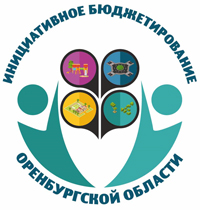 ИНИЦИАТИВНОЕ БЮДЖЕТИРОВАНИЕ
ОРЕНБУРГСКОЙ ОБЛАСТИ